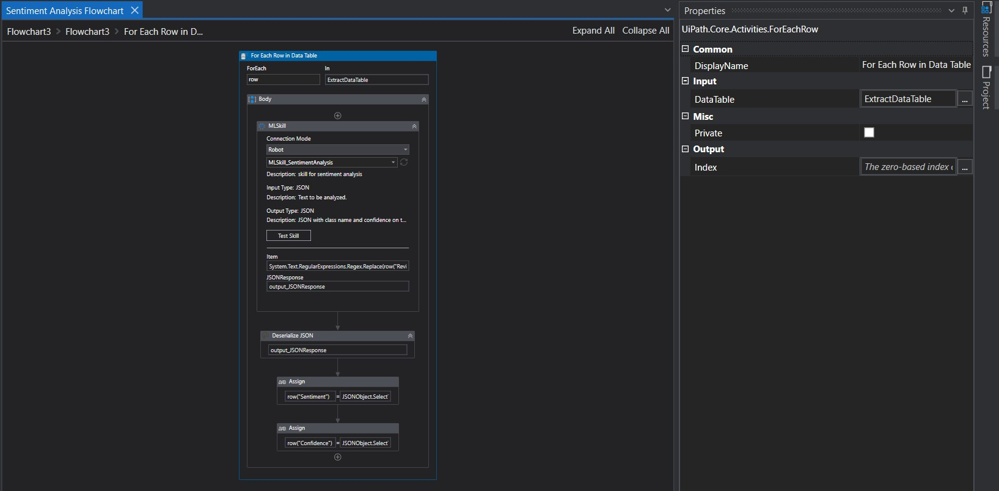 Sentiment Analysis Flowchart
Flowchart3 > Flowchart3 > For Each Row in D...
Expand All Collapse All
For Each Row in Data Table
ForEach In
row ExtractDataTable
Body
MLSkill
Connection Mode
Robot
MLSkill_SentimentAnalysis
Description: skill for sentiment analysis
Input Type: JSON
Description: Text to be analyzed.
Output Type: JSON
Description: JSON with class name and confidence on t...
Test Skill
Item
System.Text.RegularExpressions.Regex.Replace(row("Revi
JSONResponse
output_JSONResponse
Deserialize JSON
output_JSONResponse
Assign
row("Sentiment") = JSONObject.Select
Assign
row("Confidence") = JSONObject.Select
Properties
UiPath.Core.Activities.ForEachRow
Common
DisplayName For Each Row in Data Table
Input
DataTable ExtractDataTable ...
Misc
Private
Output
Index The zero-based index ...
Resources
Project